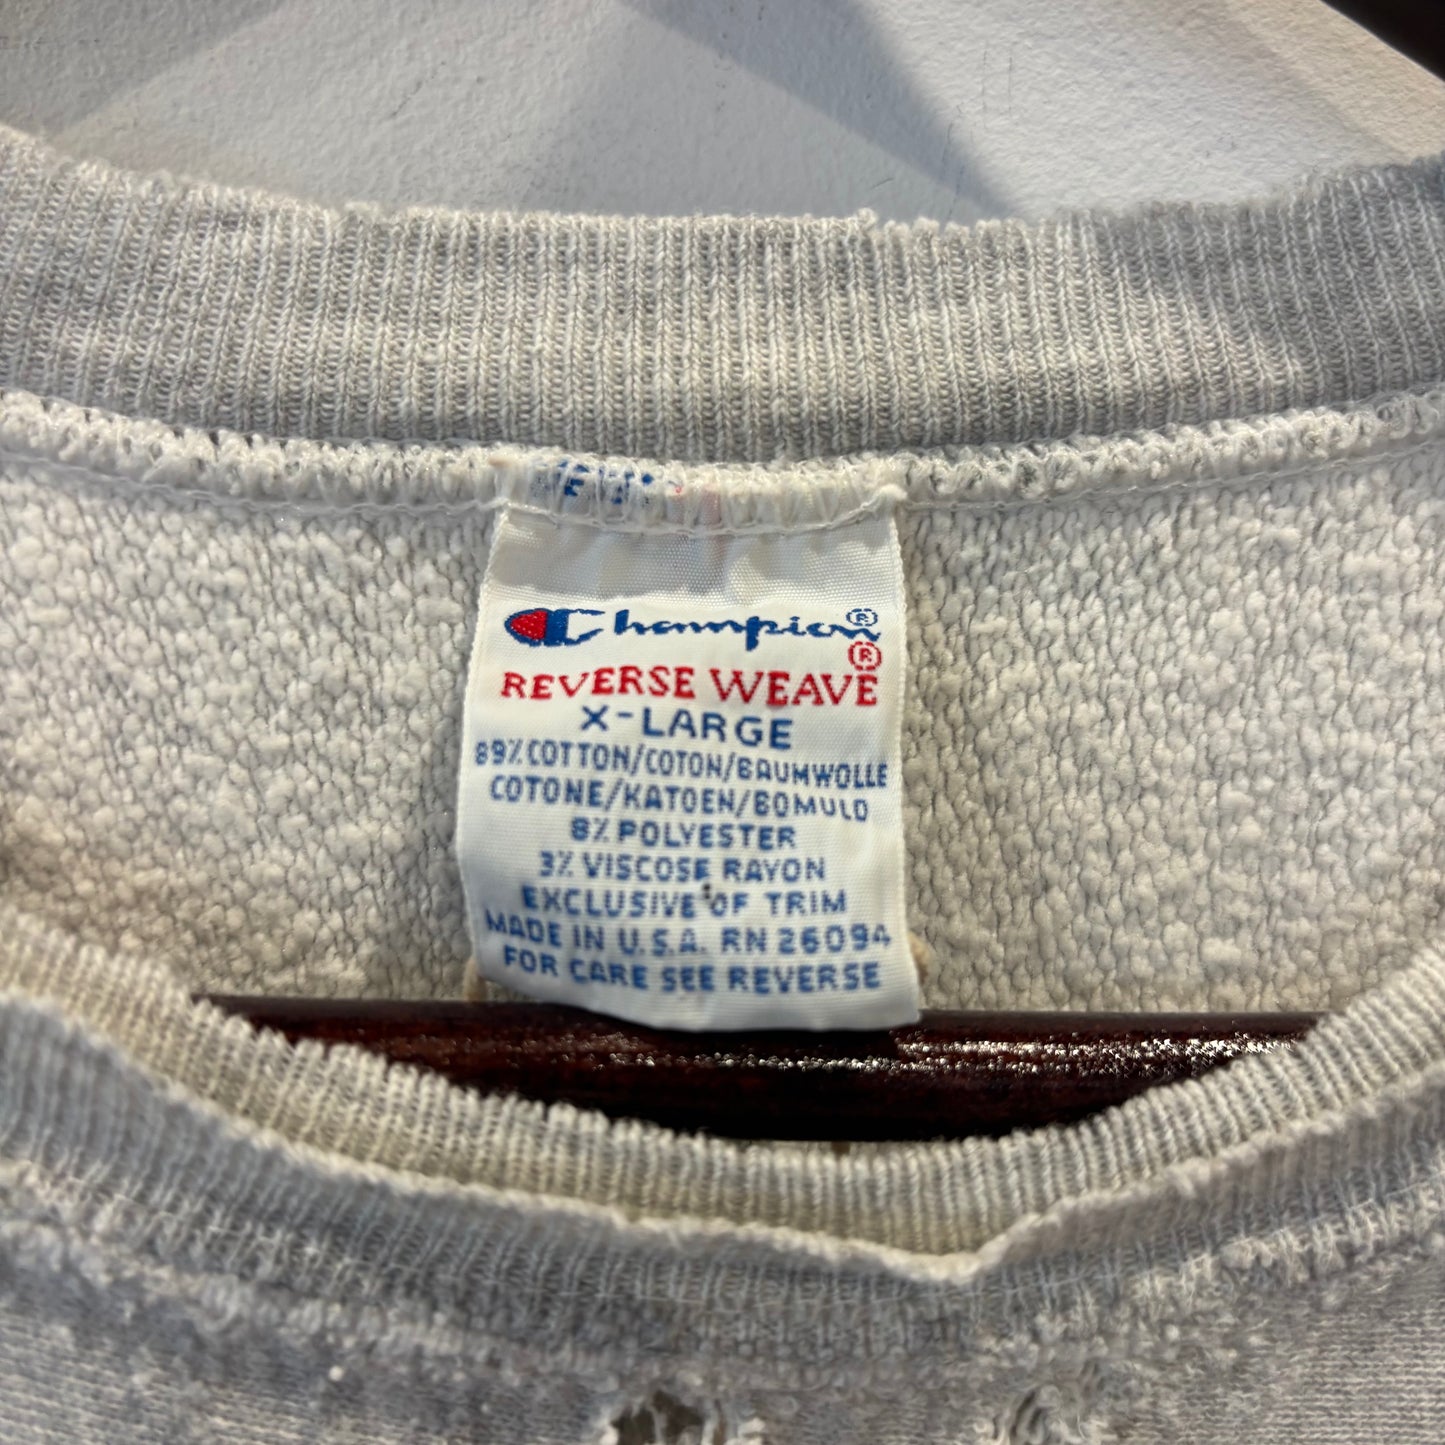 Champion®
REVERSE WEAVE®
X-LARGE
89% COTTON/COTON/BAUMWOLLE
COTONE/KATOEN/BOMULD
8% POLYESTER
3% VISCOSE RAYON
EXCLUSIVE OF TRIM
MADE IN U.S.A. RN 26094
FOR CARE SEE REVERSE